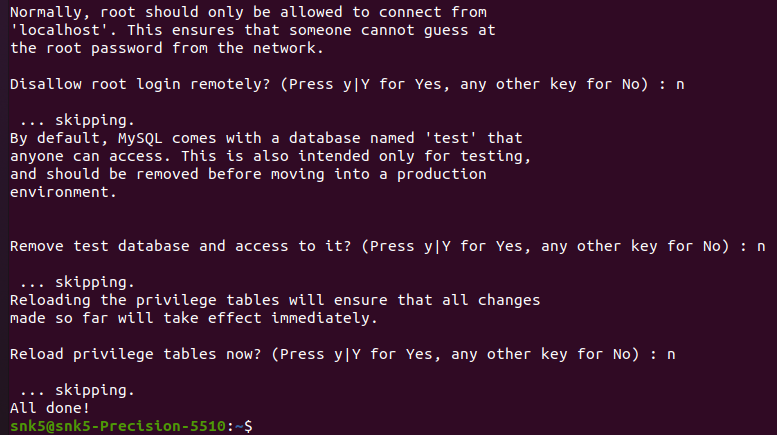 Normally, root should only be allowed to connect from
'localhost'. This ensures that someone cannot guess at
the root password from the network.
Disallow root login remotely? (Press y|Y for Yes, any other key for No) : n
... skipping.
By default, MySQL comes with a database named 'test' that
anyone can access. This is also intended only for testing,
and should be removed before moving into a production
environment.
Remove test database and access to it? (Press y|Y for Yes, any other key for No) : n
... skipping.
Reloading the privilege tables will ensure that all changes
made so far will take effect immediately.
Reload privilege tables now? (Press y|Y for Yes, any other key for No) : n
... skipping.
All done!
snk5@snk5-Precision-5510:~$